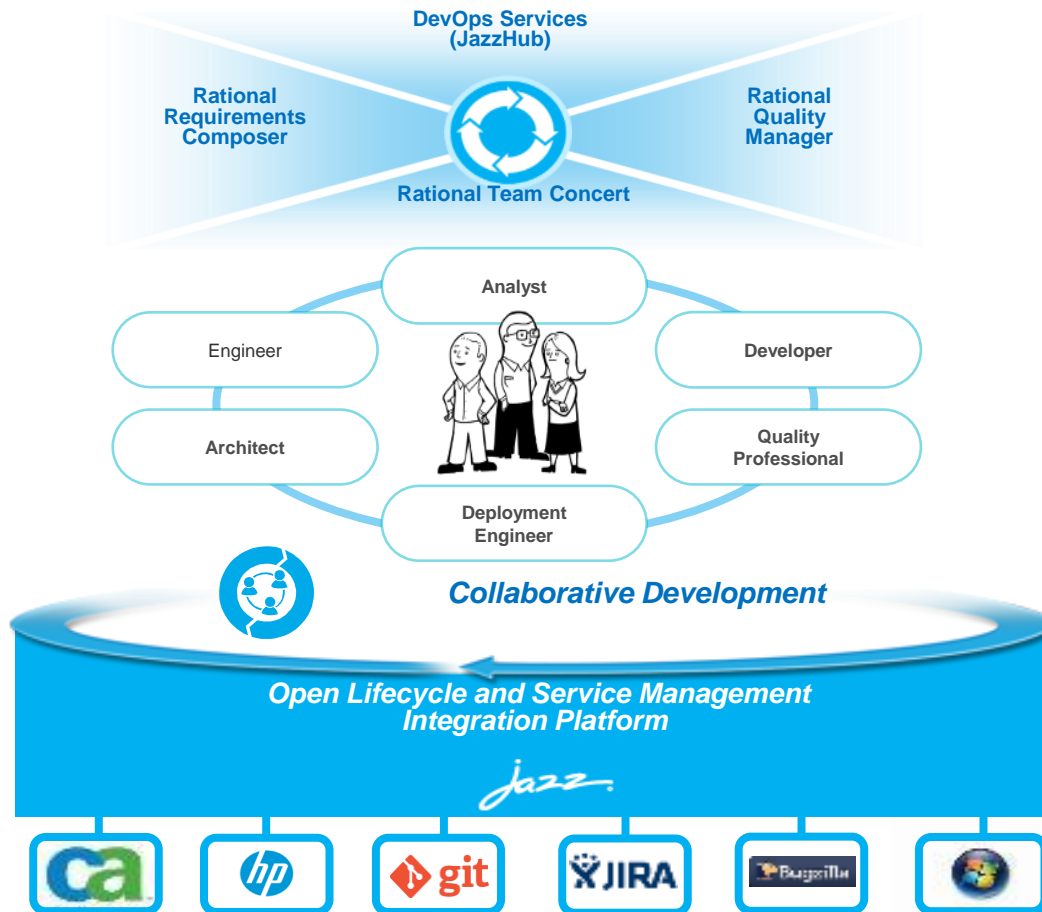 DevOps Services
(JazzHub)
Rational
Requirements
Composer
Rational
Quality
Manager
Rational Team Concert
Analyst
Engineer
Developer
Architect
Quality
Professional
Deployment
Engineer
Collaborative Development
Open Lifecycle and Service Management
Integration Platform
jazz
ca
hp
git
JIRA
Bugzilla